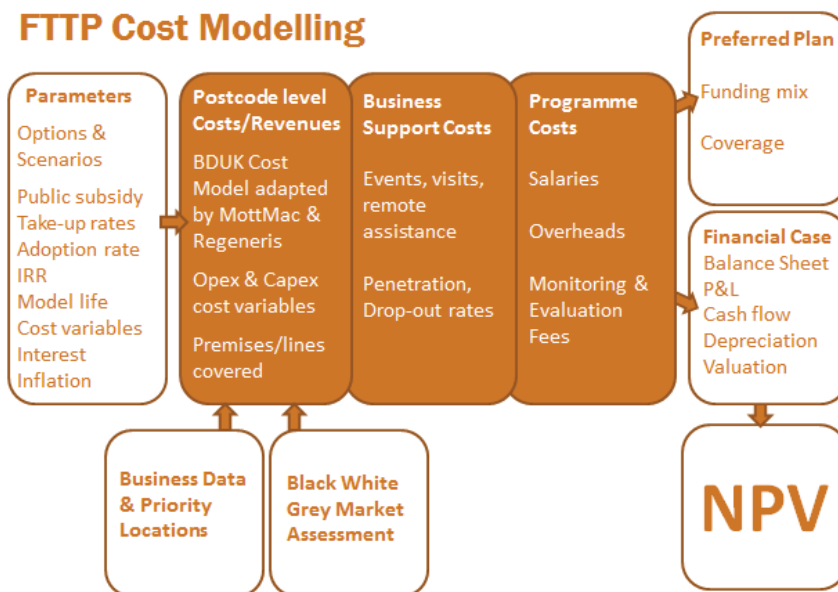 FTTP Cost Modelling
Parameters
Options &
Scenarios
Public subsidy
Take-up rates
Adoption rate
IRR
Model life
Cost variables
Interest
Inflation
Postcode level
Costs/Revenues
BDUK Cost
Model adapted
by MottMac &
Regeneris
Opex & Capex
cost variables
Premises/lines
covered
Business
Support Costs
Events, visits,
remote
assistance
Penetration,
Drop-out rates
Programme
Costs
Salaries
Overheads
Monitoring &
Evaluation
Fees
Preferred Plan
Funding mix
Coverage
Financial Case
Balance Sheet
P&L
Cash flow
Depreciation
Valuation
Business Data
& Priority
Locations
Black White
Grey Market
Assessment
NPV